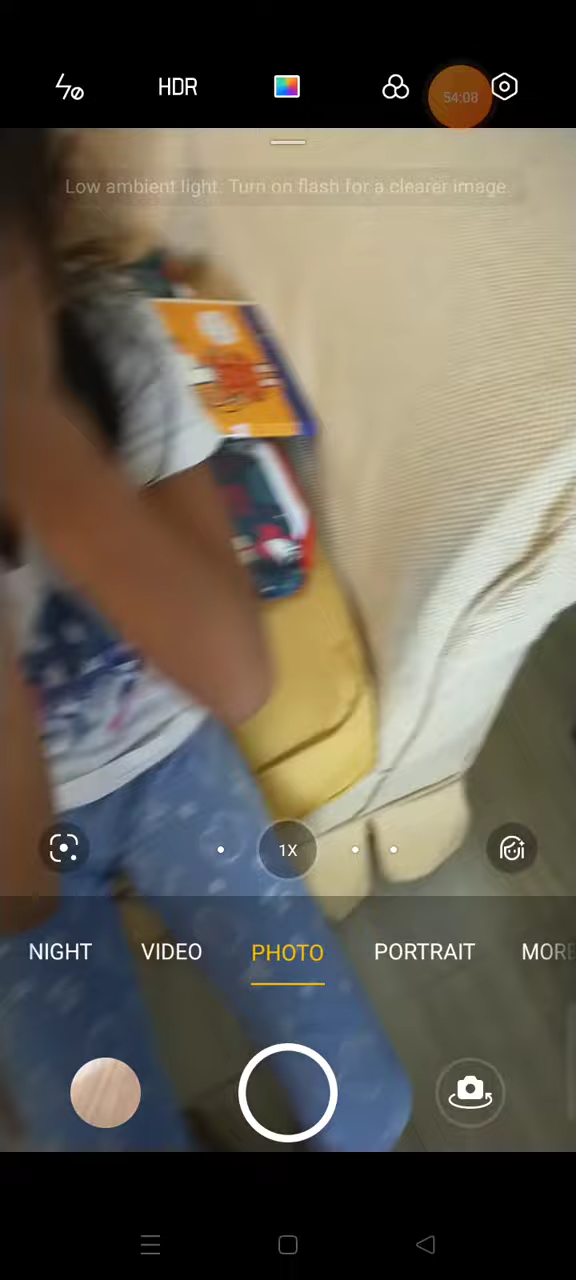 HDR
54:08
Low ambient light. Turn on flash for a clearer image.
1X
NIGHT VIDEO PHOTO PORTRAIT MORE